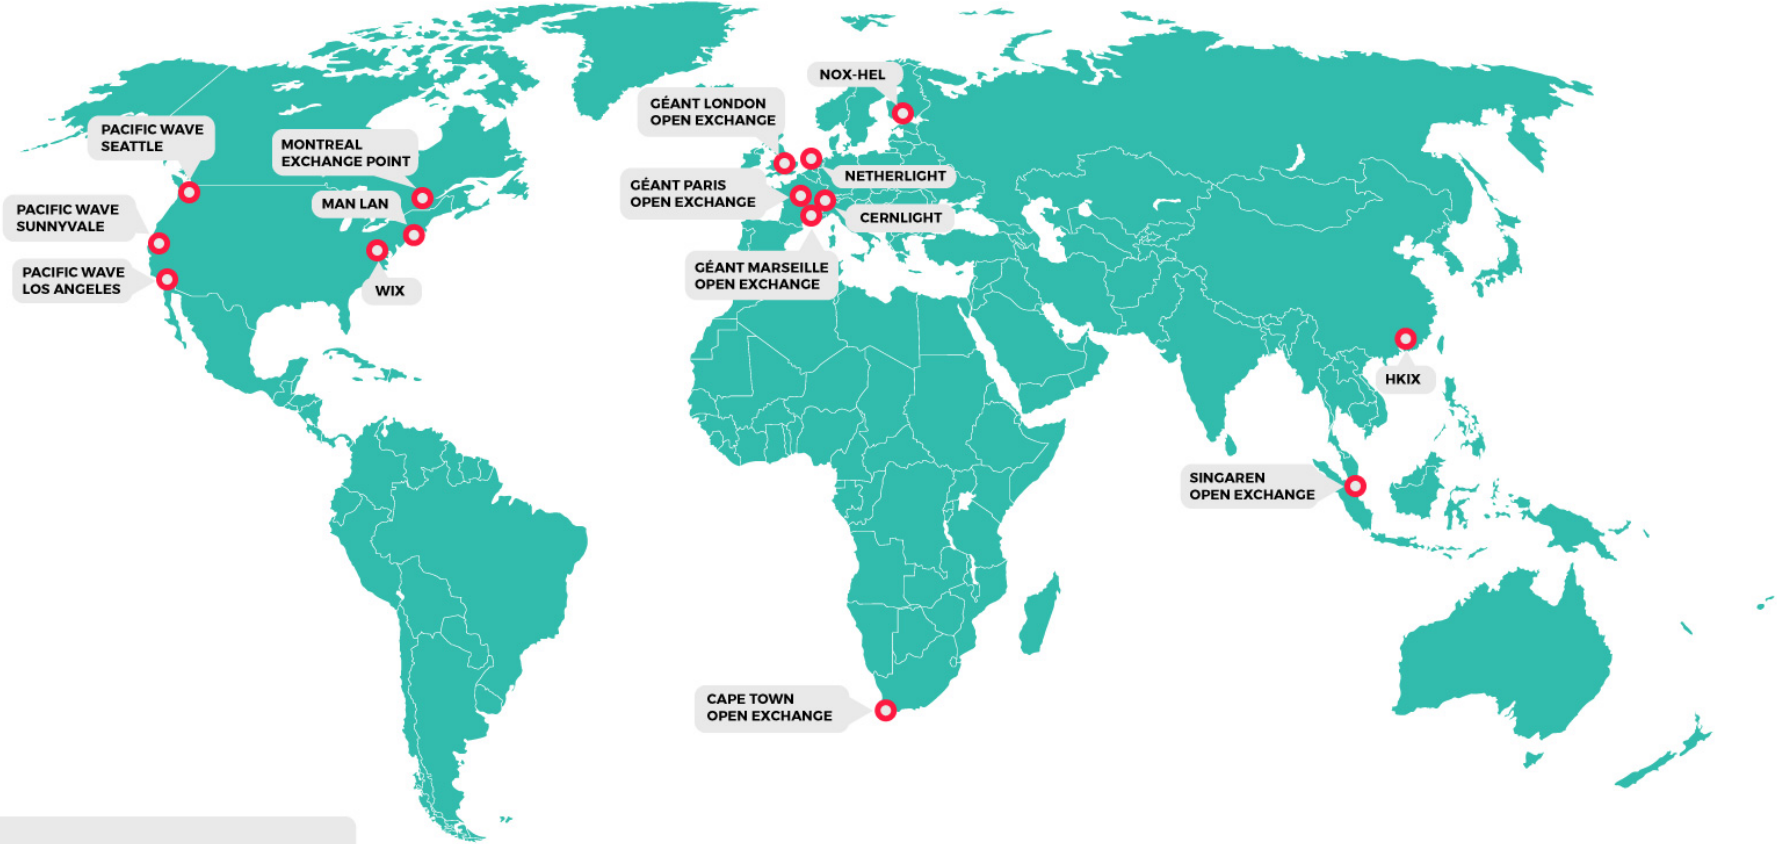 NOX-HEL
GÉANT LONDON
OPEN EXCHANGE
PACIFIC WAVE
SEATTLE
MONTREAL
EXCHANGE POINT
NETHERLIGHT
GÉANT PARIS
OPEN EXCHANGE
MAN LAN
PACIFIC WAVE
SUNNYVALE
CERNLIGHT
GÉANT MARSEILLE
OPEN EXCHANGE
PACIFIC WAVE
LOS ANGELES
WIX
HKIX
SINGAREN
OPEN EXCHANGE
CAPE TOWN
OPEN EXCHANGE